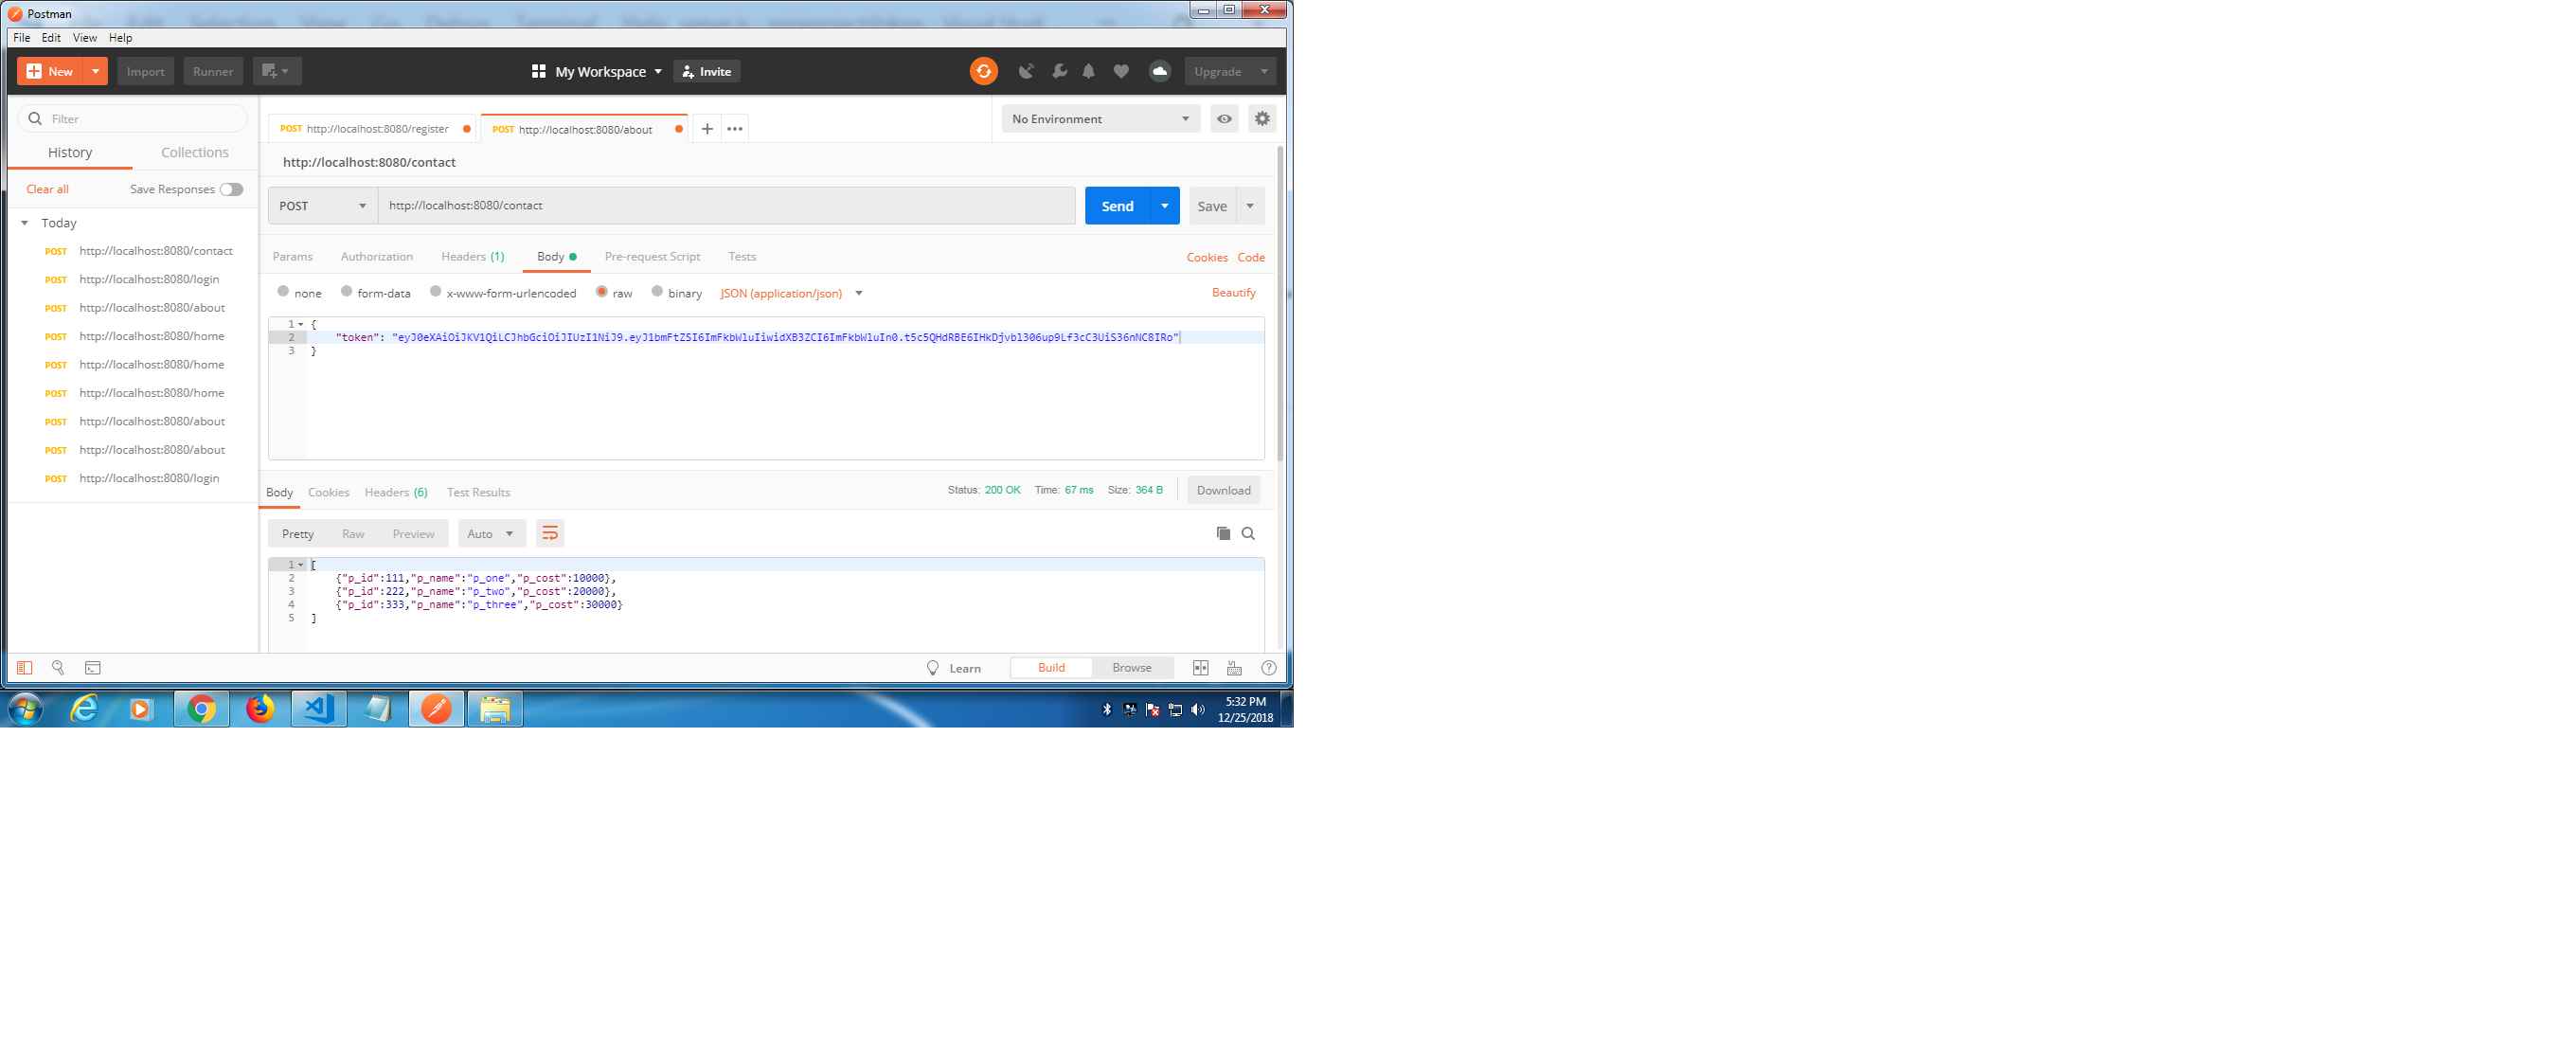 Postman
File Edit View Help
New Import Runner My Workspace Invite Upgrade
Filter
History Collections
Clear all Save Responses
Today
POST http://localhost:8080/contact
POST http://localhost:8080/login
POST http://localhost:8080/about
POST http://localhost:8080/home
POST http://localhost:8080/home
POST http://localhost:8080/home
POST http://localhost:8080/about
POST http://localhost:8080/about
POST http://localhost:8080/login
POST http://localhost:8080/register POST http://localhost:8080/about
No Environment
http://localhost:8080/contact
POST http://localhost:8080/contact Send Save
Params Authorization Headers (1) Body Pre-request Script Tests Cookies Code
none form-data x-www-form-urlencoded raw binary JSON (application/json) Beautify
1 {
2 "token": "eyJ0eXAiOiJKV1QiLCJhbGciOiJIUzI1NiJ9.eyJ1bmFtZSI6ImFkbWluIiwidXB3ZCI6ImFkbWluIn0.t5c5QHdRBE6IHkDjvbl306up9Lf3cC3UiS36nNC8IRo"
3 }
Body Cookies Headers (6) Test Results Status: 200 OK Time: 67 ms Size: 364 B Download
Pretty Raw Preview Auto
1 [
2 {"p_id":111,"p_name":"p_one","p_cost":10000},
3 {"p_id":222,"p_name":"p_two","p_cost":20000},
4 {"p_id":333,"p_name":"p_three","p_cost":30000}
5 ]
Learn Build Browse
5:32 PM
12/25/2018